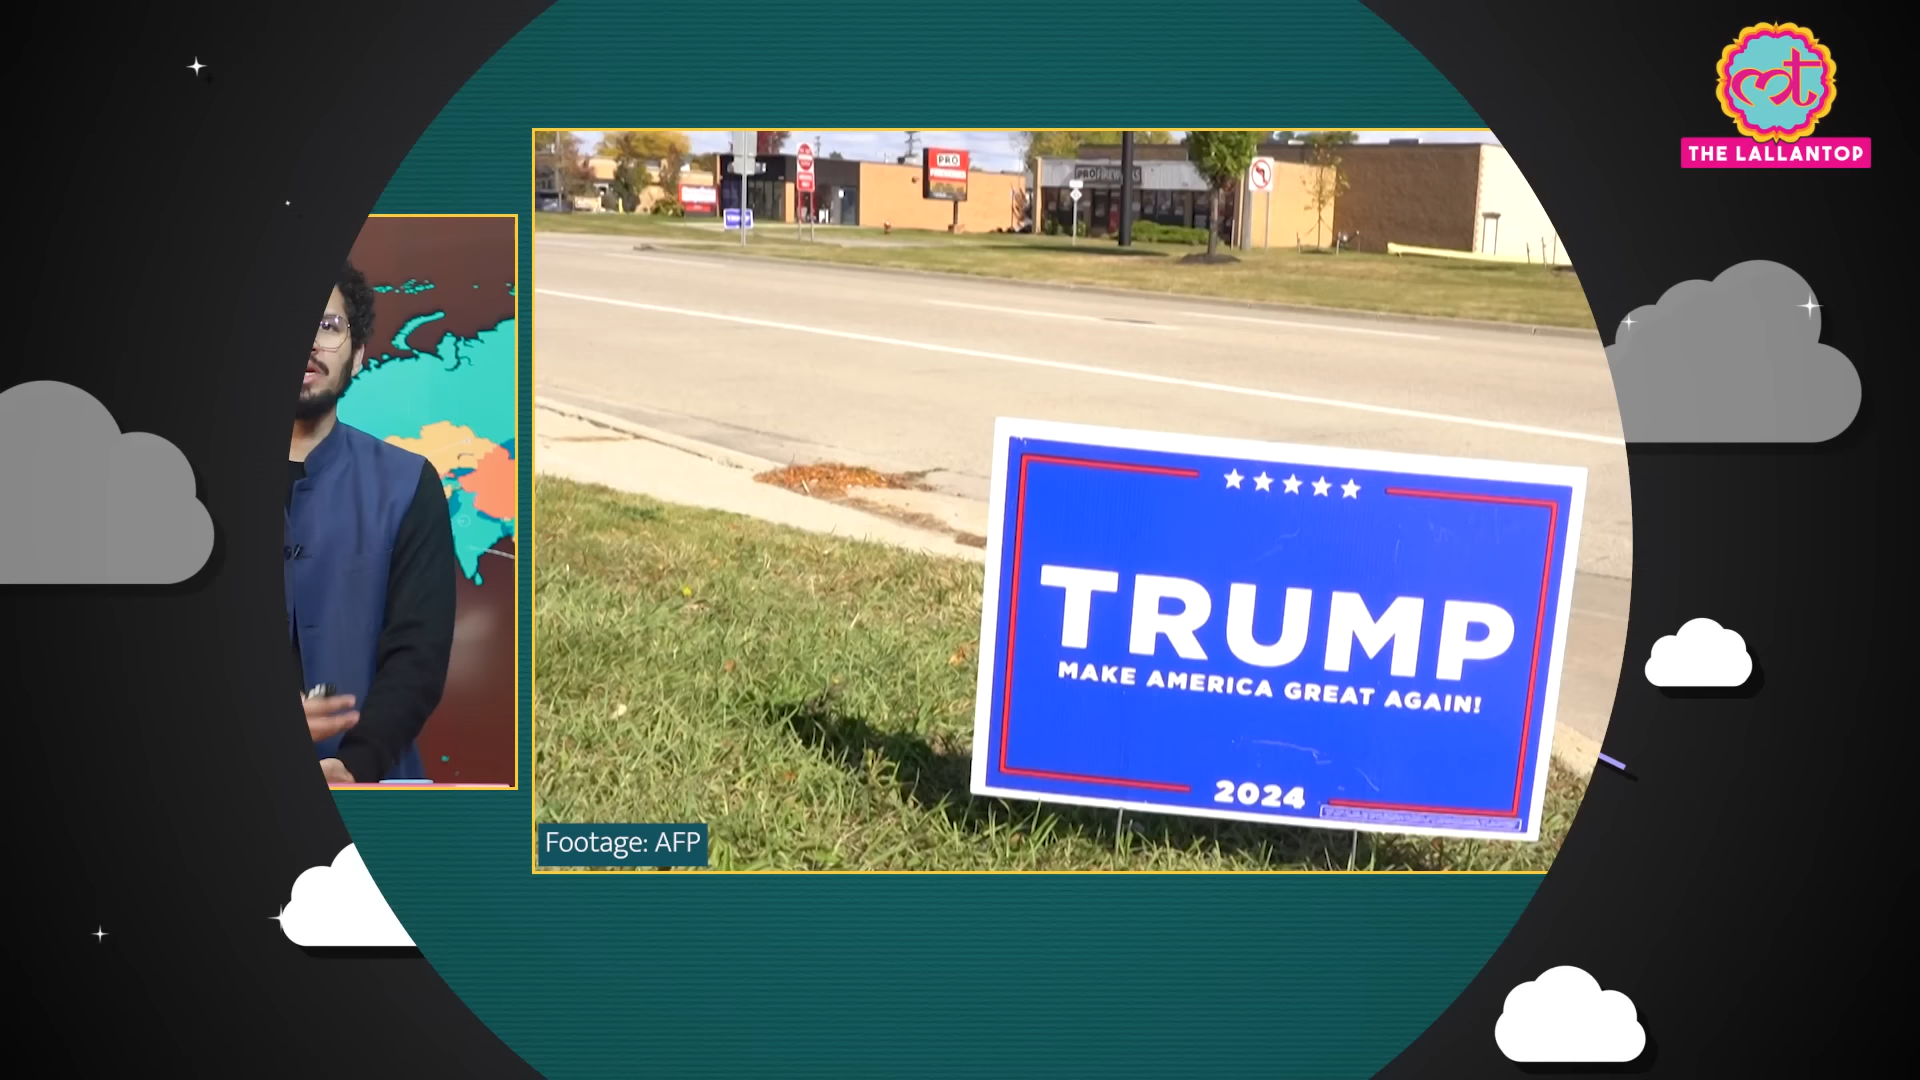 THE LALLANTOP
PRO
TRUMP
MAKE AMERICA GREAT AGAIN!
2024
Footage: AFP